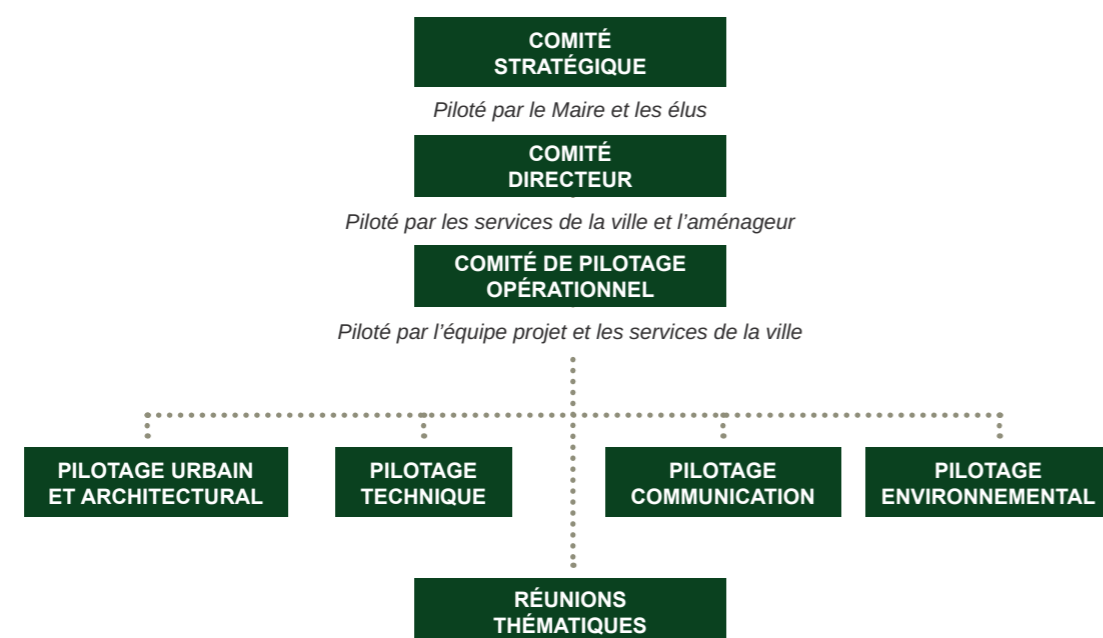 COMITÉ
STRATÉGIQUE
Piloté par le Maire et les élus
COMITÉ
DIRECTEUR
Piloté par les services de la ville et l’aménageur
COMITÉ DE PILOTAGE
OPÉRATIONNEL
Piloté par l’équipe projet et les services de la ville
PILOTAGE URBAIN
ET ARCHITECTURAL
PILOTAGE
TECHNIQUE
PILOTAGE
COMMUNICATION
PILOTAGE
ENVIRONNEMENTAL
RÉUNIONS
THÉMATIQUES